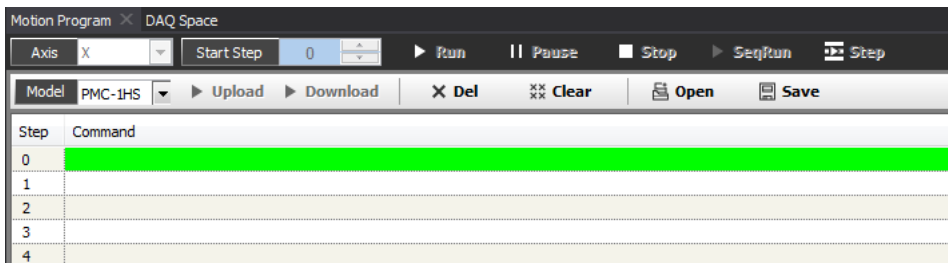 Motion Program DAQ Space
Axis X Start Step 0 Run Pause Stop SeqRun Step
Model PMC-1HS Upload Download Del Clear Open Save
Step Command
0
1
2
3
4